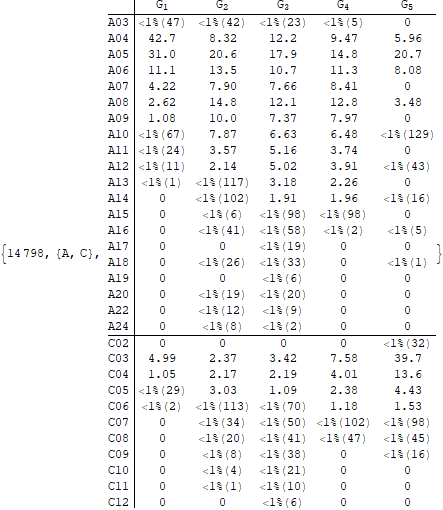 G1 G2 G3 G4 G5
A03 <1%(47) <1%(42) <1%(23) <1%(5) 0
A04 42.7 8.32 12.2 9.47 5.96
A05 31.0 20.6 17.9 14.8 20.7
A06 11.1 13.5 10.7 11.3 8.08
A07 4.22 7.90 7.66 8.41 0
A08 2.62 14.8 12.1 12.8 3.48
A09 1.08 10.0 7.37 7.97 0
A10 <1%(67) 7.87 6.63 6.48 <1%(129)
A11 <1%(24) 3.57 5.16 3.74 0
A12 <1%(11) 2.14 5.02 3.91 <1%(43)
A13 <1%(1) <1%(117) 3.18 2.26 0
A14 0 <1%(102) 1.91 1.96 <1%(16)
A15 0 <1%(6) <1%(98) <1%(98) 0
A16 0 <1%(41) <1%(58) <1%(2) <1%(5)
A17 0 0 <1%(19) 0 0
{14798, {A, C}, }
A18 0 <1%(26) <1%(33) 0 <1%(1)
A19 0 0 <1%(6) 0 0
A20 0 <1%(19) <1%(20) 0 0
A22 0 <1%(12) <1%(9) 0 0
A24 0 <1%(8) <1%(2) 0 0
C02 0 0 0 0 <1%(32)
C03 4.99 2.37 3.42 7.58 39.7
C04 1.05 2.17 2.19 4.01 13.6
C05 <1%(29) 3.03 1.09 2.38 4.43
C06 <1%(2) <1%(113) <1%(70) 1.18 1.53
C07 0 <1%(34) <1%(50) <1%(102) <1%(98)
C08 0 <1%(20) <1%(41) <1%(47) <1%(45)
C09 0 <1%(8) <1%(38) 0 <1%(16)
C10 0 <1%(4) <1%(21) 0 0
C11 0 <1%(1) <1%(10) 0 0
C12 0 0 <1%(6) 0 0